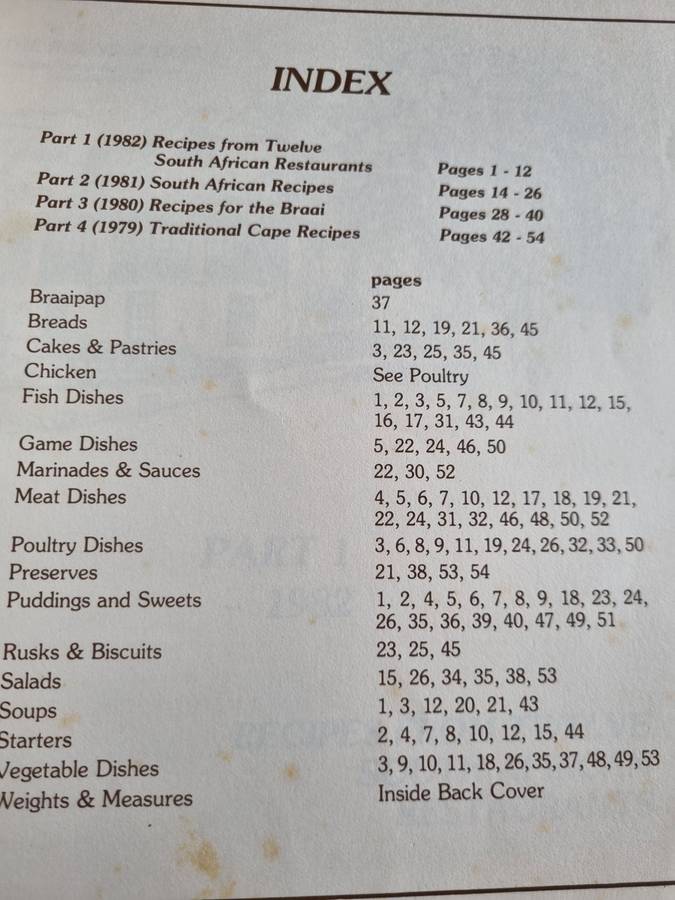 INDEX
Part 1 (1982) Recipes from Twelve
South African Restaurants Pages 1 - 12
Part 2 (1981) South African Recipes Pages 14 - 26
Part 3 (1980) Recipes for the Braai Pages 28 - 40
Part 4 (1979) Traditional Cape Recipes Pages 42 - 54
pages
Braaipap 37
Breads 11, 12, 19, 21, 36, 45
Cakes & Pastries 3, 23, 25, 35, 45
Chicken See Poultry
Fish Dishes 1, 2, 3, 5, 7, 8, 9, 10, 11, 12, 15,
16, 17, 31, 43, 44
Game Dishes 5, 22, 24, 46, 50
Marinades & Sauces 22, 30, 52
Meat Dishes 4, 5, 6, 7, 10, 12, 17, 18, 19, 21,
22, 24, 31, 32, 46, 48, 50, 52
Poultry Dishes 3, 6, 8, 9, 11, 19, 24, 26, 32, 33, 50
Preserves 21, 38, 53, 54
Puddings and Sweets 1, 2, 4, 5, 6, 7, 8, 9, 18, 23, 24,
26, 35, 36, 39, 40, 47, 49, 51
Rusks & Biscuits 23, 25, 45
Salads 15, 26, 34, 35, 38, 53
Soups 1, 3, 12, 20, 21, 43
Starters 2, 4, 7, 8, 10, 12, 15, 44
Vegetable Dishes 3, 9, 10, 11, 18, 26, 35, 37, 48, 49, 53
Weights & Measures Inside Back Cover